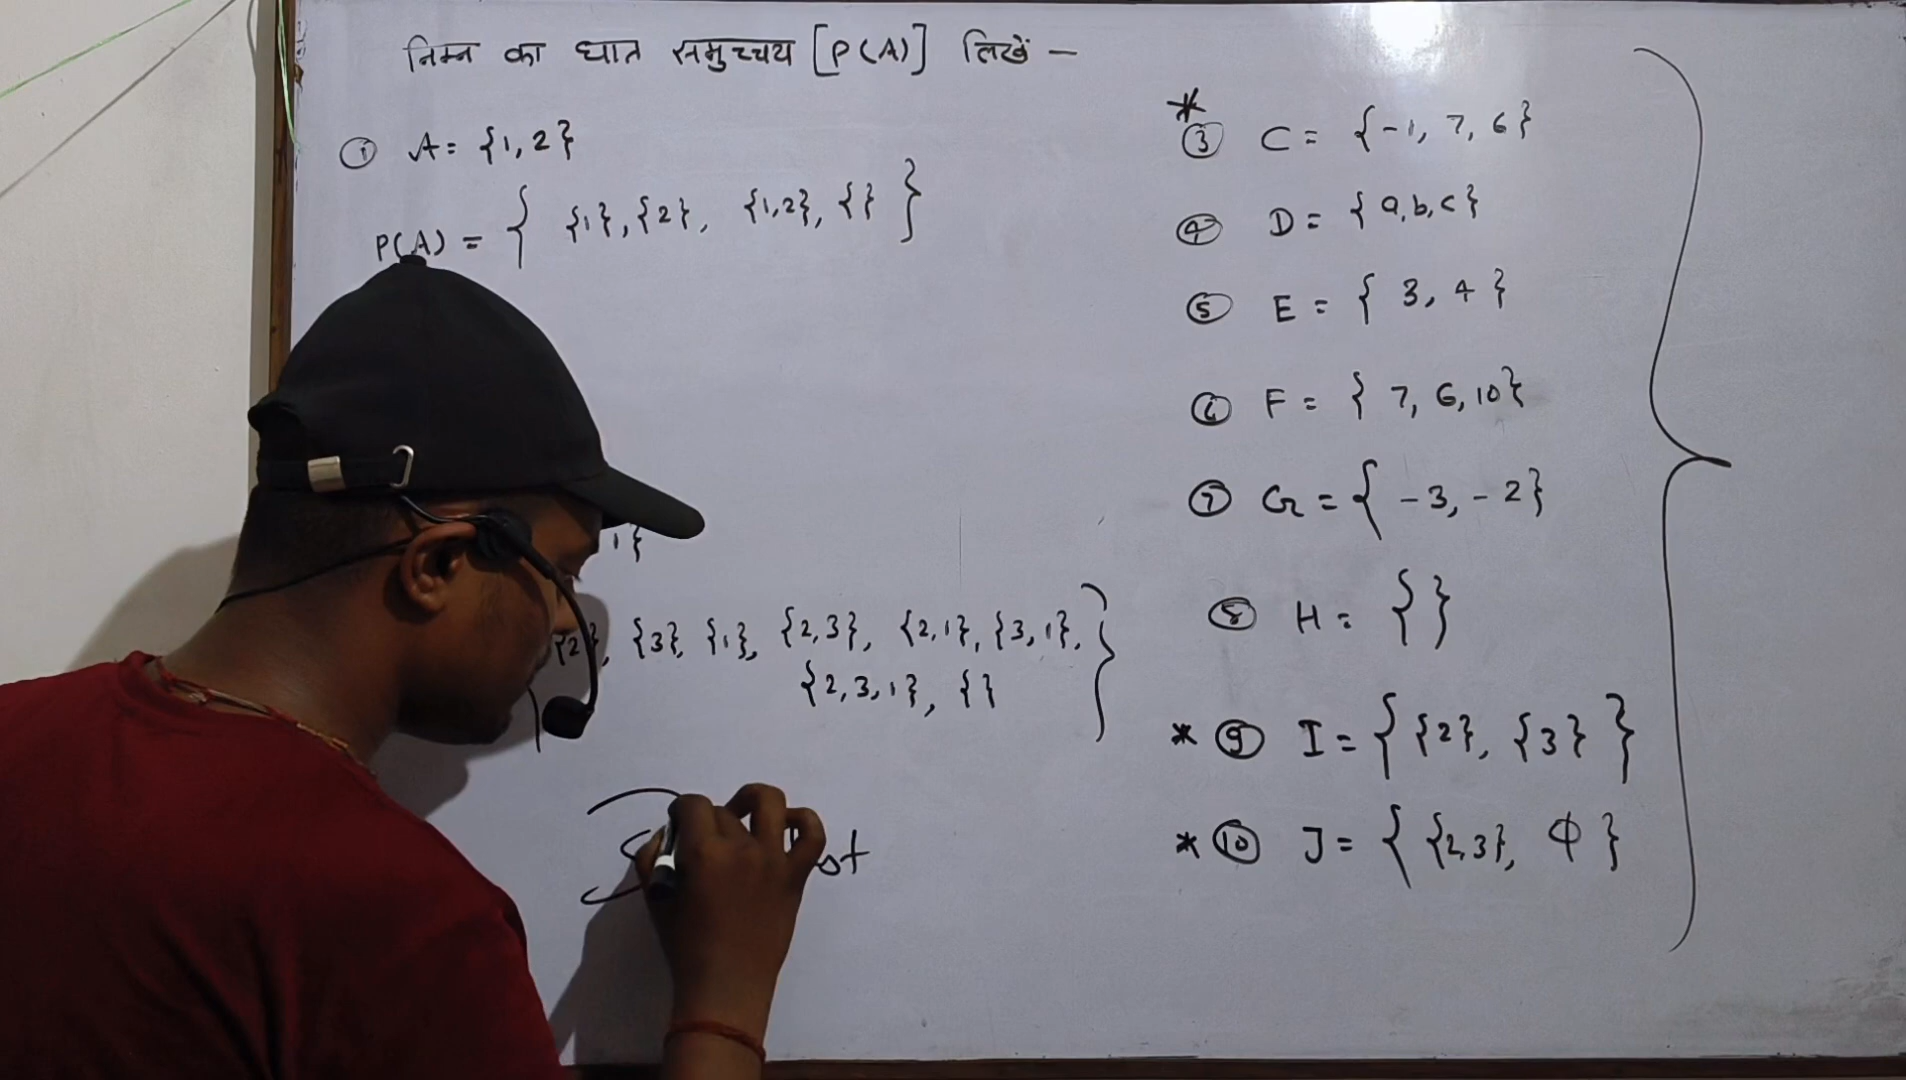 निम्न का घात समुच्चय [P(A)] लिखें —
① A = {1, 2}
P(A) = { {1}, {2}, {1,2}, {} }
1}
{2}, {3}, {1}, {2,3}, {2,1}, {3,1},
{2,3,1}, {} }
* ③ C = {-1, 7, 6}
④ D = {a, b, c}
⑤ E = {3, 4}
⑥ F = {7, 6, 10}
⑦ G = {-3, -2}
⑧ H = {}
* ⑨ I = { {2}, {3} }
* ⑩ J = { {2,3}, Φ }